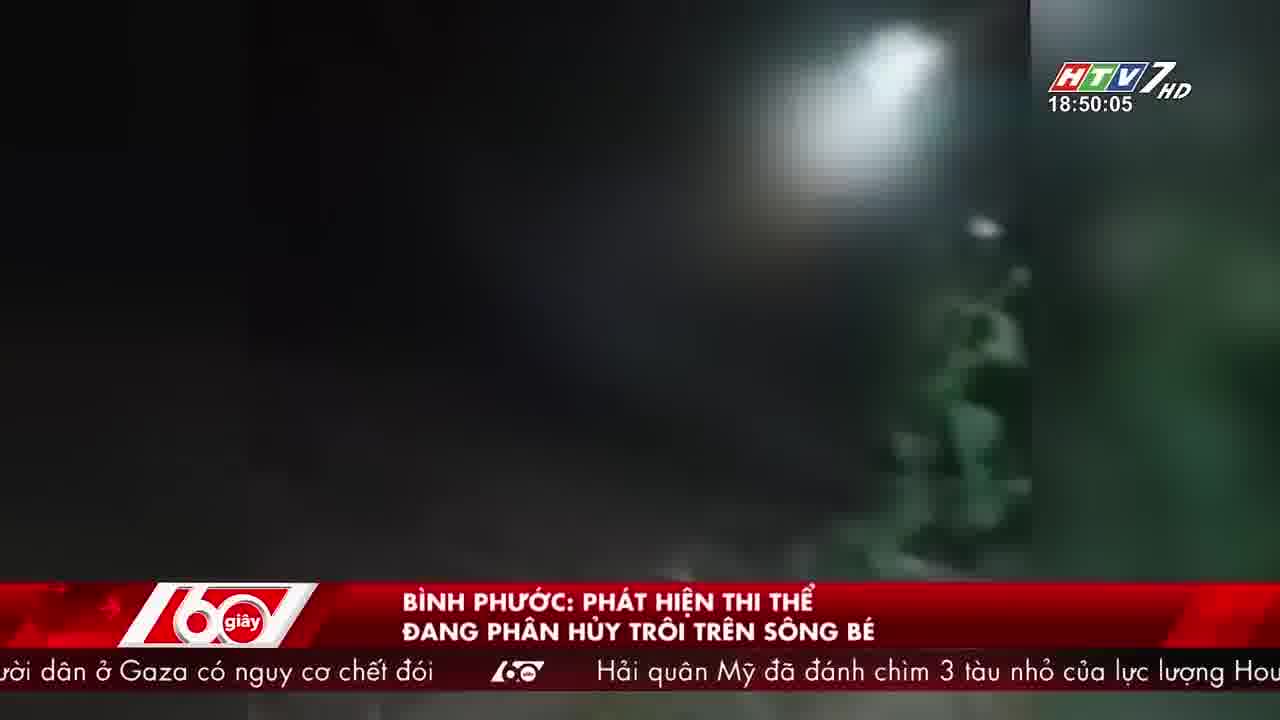 HTV7 HD
18:50:05
60 giây
BÌNH PHƯỚC: PHÁT HIỆN THI THỂ
ĐANG PHÂN HỦY TRÔI TRÊN SÔNG BÉ
ười dân ở Gaza có nguy cơ chết đói 60 giây Hải quân Mỹ đã đánh chìm 3 tàu nhỏ của lực lượng Hou